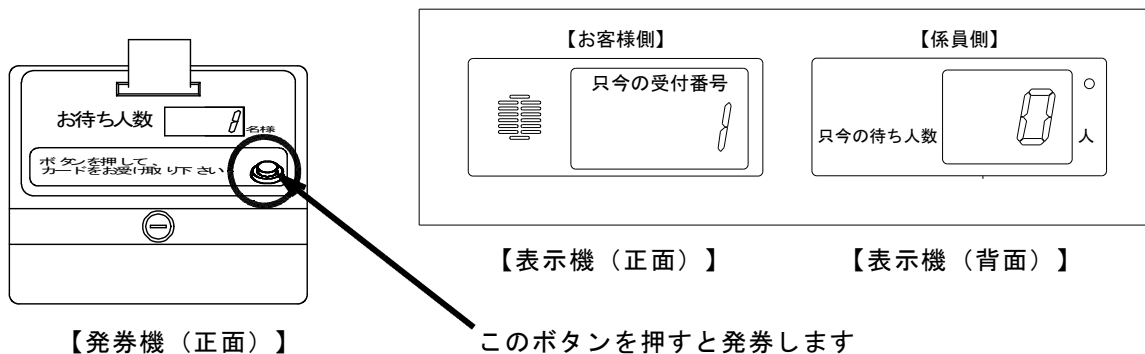 【お客様側】
【係員側】
只今の受付番号
1
只今の待ち人数
0
人
お待ち人数
名様
ボタンを押して、
カードをお受け取り下さい
【表示機（正面）】
【表示機（背面）】
【発券機（正面）】
このボタンを押すと発券します